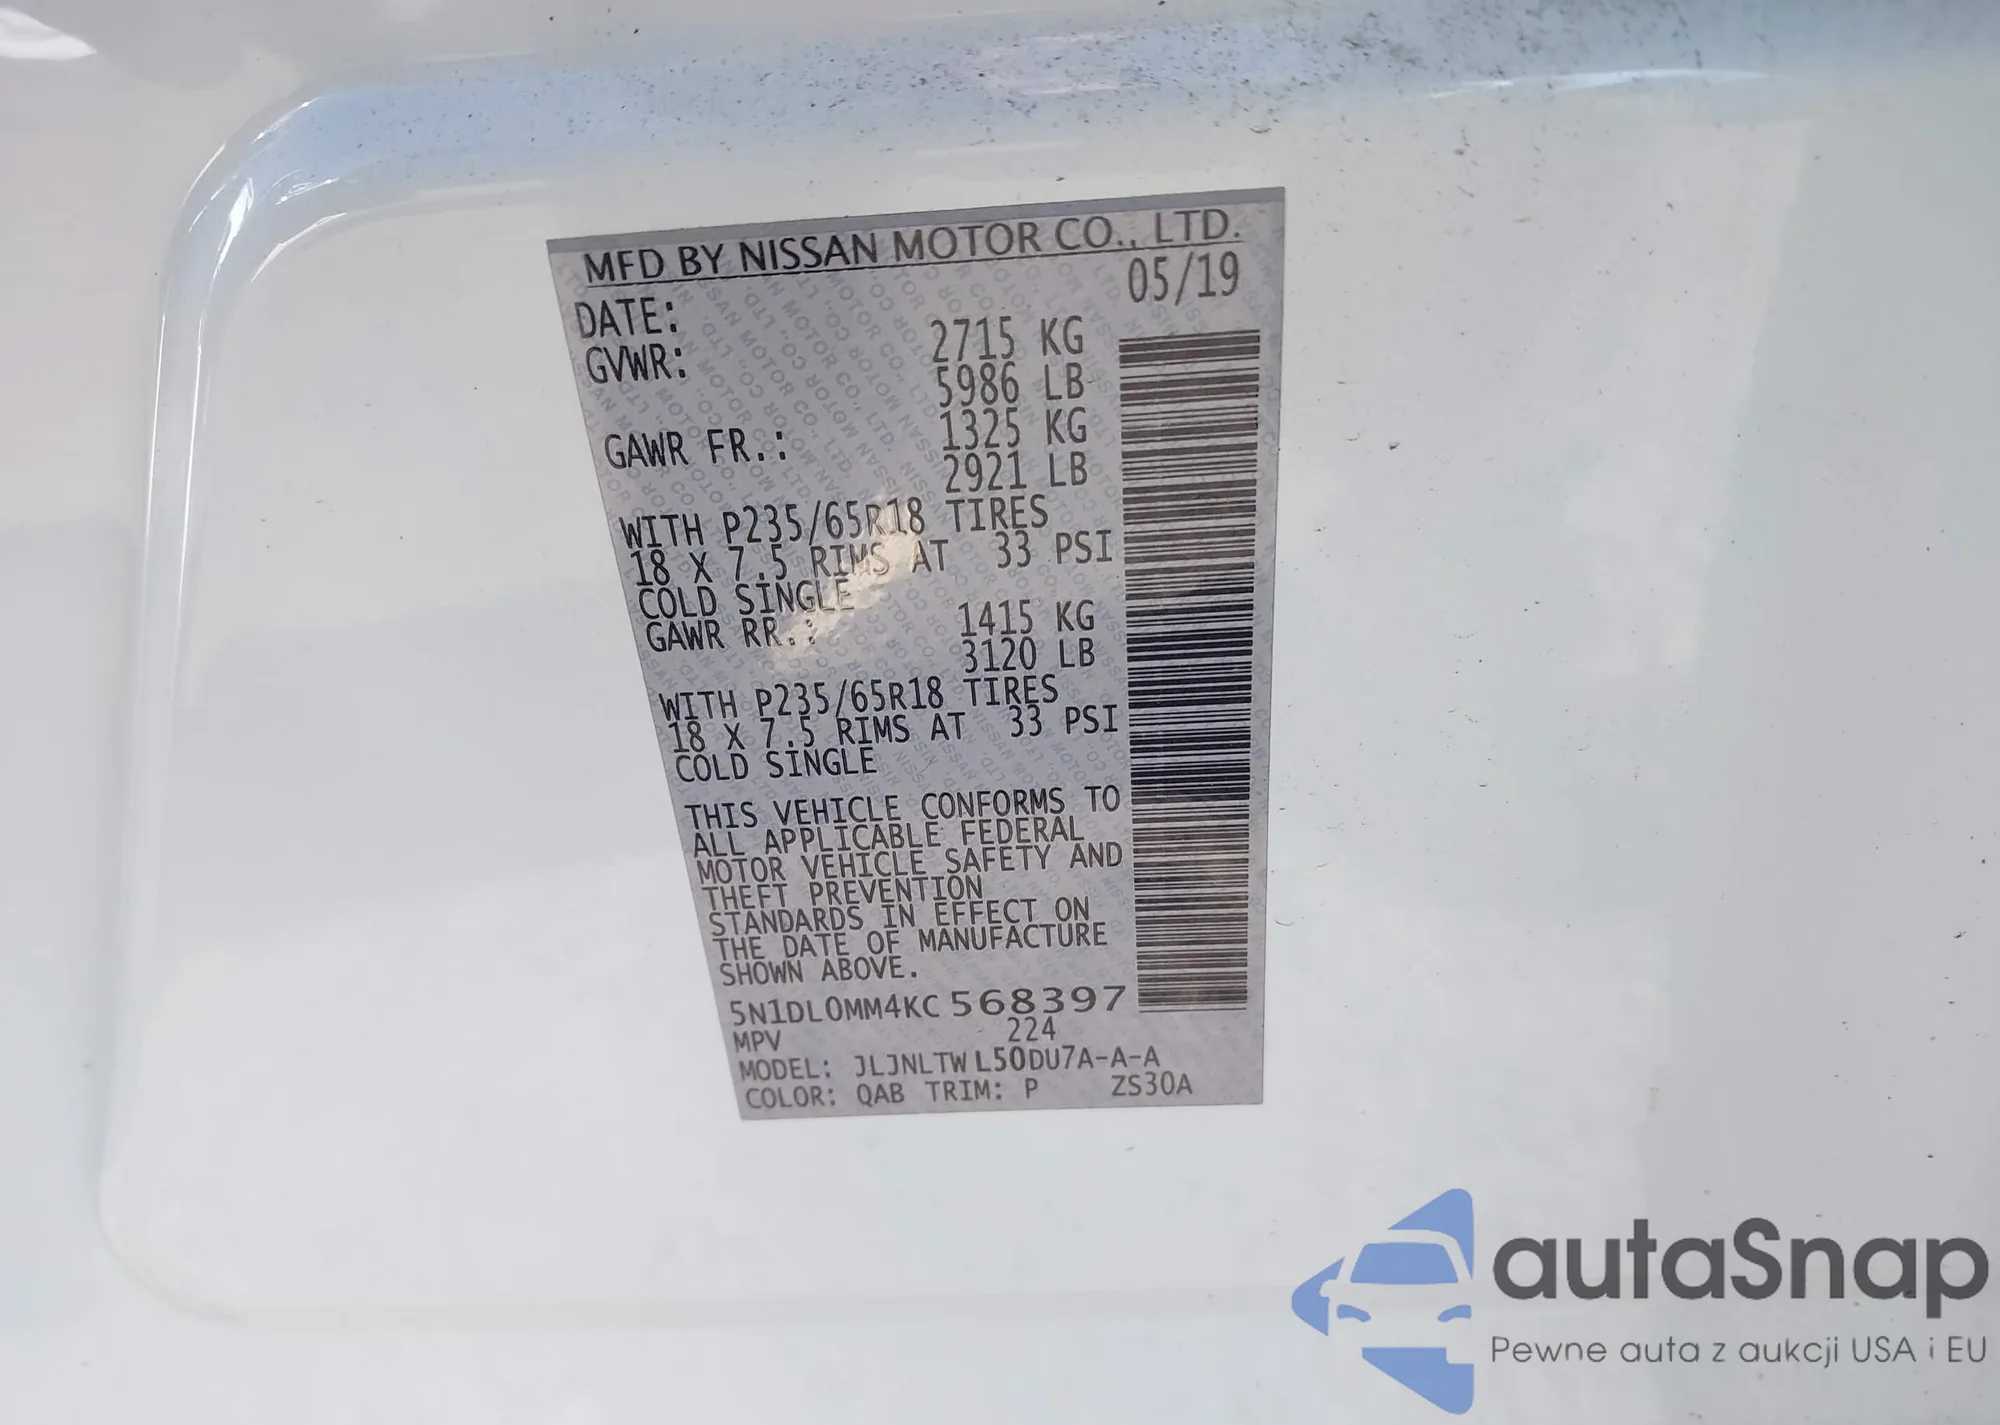 MFD BY NISSAN MOTOR CO., LTD.
DATE: 05/19
GVWR: 2715 KG
5986 LB
GAWR FR.: 1325 KG
2921 LB
WITH P235/65R18 TIRES
18 X 7.5 RIMS AT 33 PSI
COLD SINGLE
GAWR RR.: 1415 KG
3120 LB
WITH P235/65R18 TIRES
18 X 7.5 RIMS AT 33 PSI
COLD SINGLE
THIS VEHICLE CONFORMS TO
ALL APPLICABLE FEDERAL
MOTOR VEHICLE SAFETY AND
THEFT PREVENTION
STANDARDS IN EFFECT ON
THE DATE OF MANUFACTURE
SHOWN ABOVE.
5N1DL0MM4KC568397
MPV 224
MODEL: JLJNLTW L50DU7A-A-A
COLOR: QAB TRIM: P ZS30A
autaSnap
Pewne auta z aukcji USA i EU